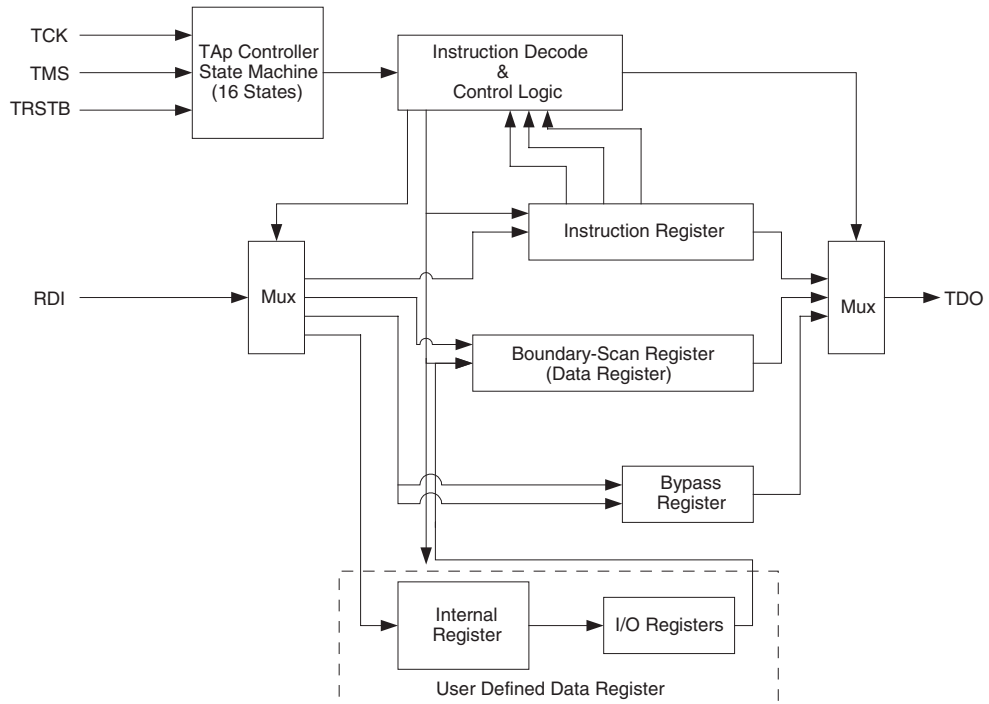 TCK
TMS
TRSTB
TAp Controller
State Machine
(16 States)
Instruction Decode
&
Control Logic
Instruction Register
RDI
Mux
Mux
TDO
Boundary-Scan Register
(Data Register)
Bypass
Register
Internal
Register
I/O Registers
User Defined Data Register